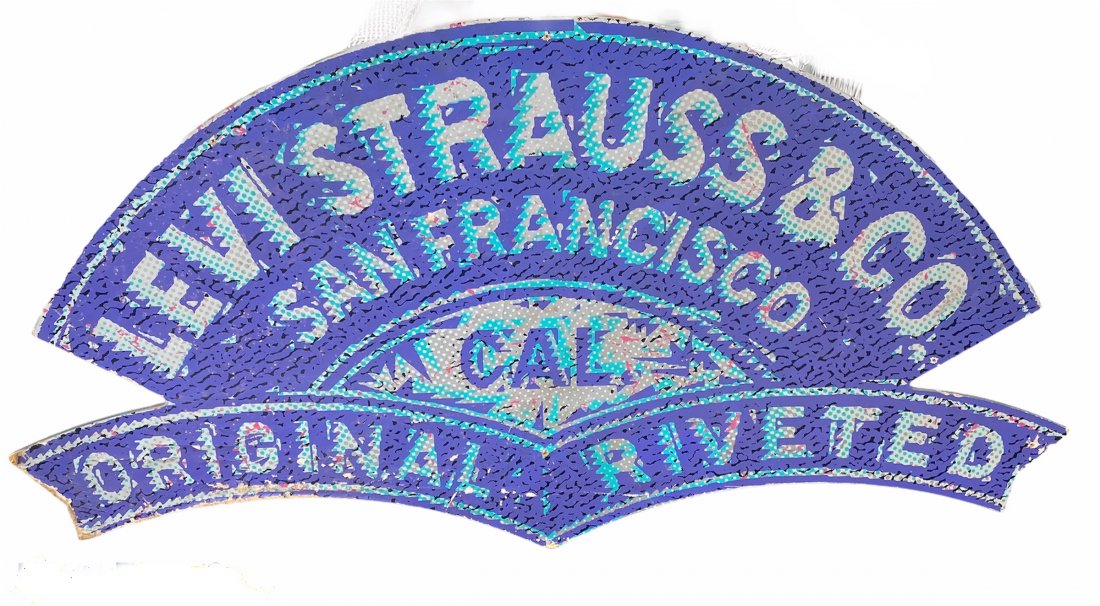 LEVI STRAUSS & CO.
SAN FRANCISCO
CAL
ORIGINAL RIVETED